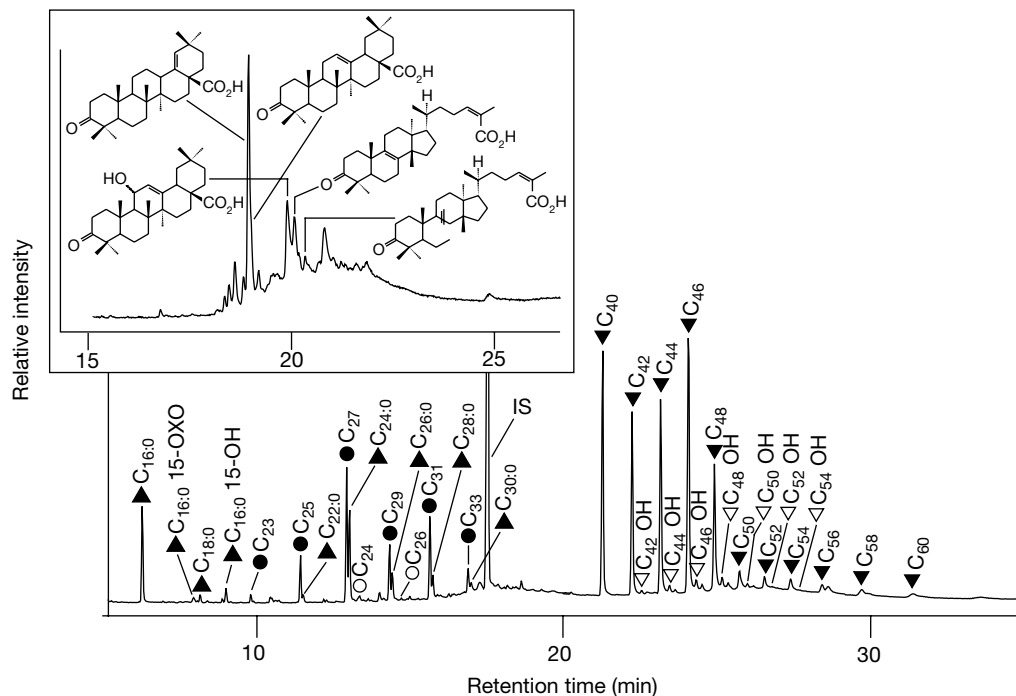 CO₂H
O
CO₂H
O
HO
CO₂H
O
H
CO₂H
O
H
CO₂H
O
15
20
25
Relative intensity
C₁₆:₀
C₁₆:₀ 15-OXO
C₁₈:₀
C₁₆:₀ 15-OH
C₂₃
C₂₅
C₂₂:₀
C₂₇
C₂₄:₀
C₂₄
C₂₉
C₂₆:₀
C₂₆
C₃₁
C₂₈:₀
C₃₃
C₃₀:₀
IS
C₄₀
C₄₂
C₄₂ OH
C₄₄
C₄₄ OH
C₄₆
C₄₆ OH
C₄₈
C₄₈ OH
C₅₀
C₅₀ OH
C₅₂
C₅₂ OH
C₅₄
C₅₄ OH
C₅₆
C₅₈
C₆₀
10
20
30
Retention time (min)